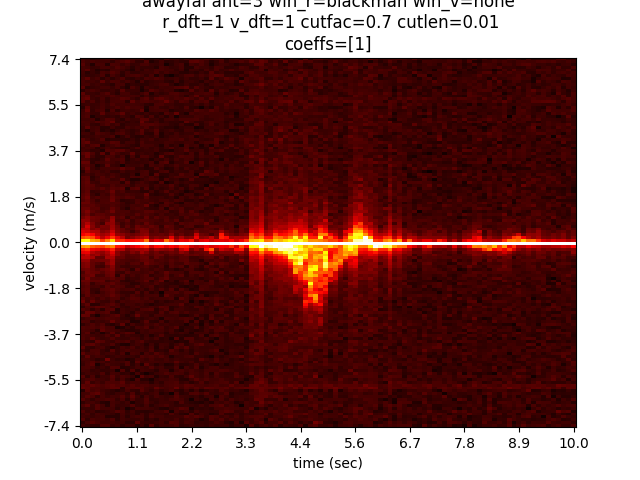 awayfal ant=3 win_r=blackman win_v=none
r_dft=1 v_dft=1 cutfac=0.7 cutlen=0.01
coeffs=[1]
7.4
5.5
3.7
1.8
0.0
-1.8
-3.7
-5.5
-7.4
velocity (m/s)
0.0 1.1 2.2 3.3 4.4 5.6 6.7 7.8 8.9 10.0
time (sec)